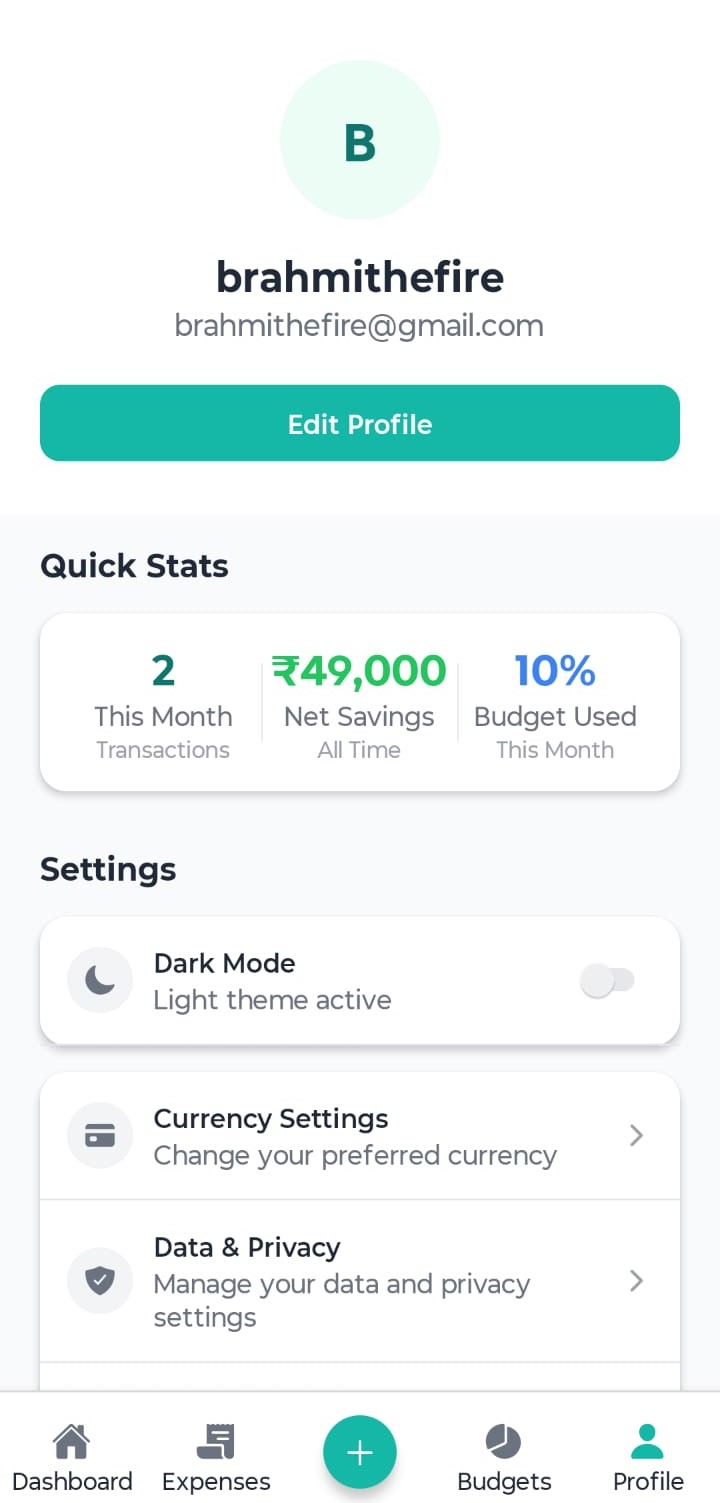 B
brahmithefire
brahmithefire@gmail.com
Edit Profile
Quick Stats
2
This Month
Transactions
₹49,000
Net Savings
All Time
10%
Budget Used
This Month
Settings
Dark Mode
Light theme active
Currency Settings
Change your preferred currency
Data & Privacy
Manage your data and privacy
settings
Dashboard
Expenses
Budgets
Profile